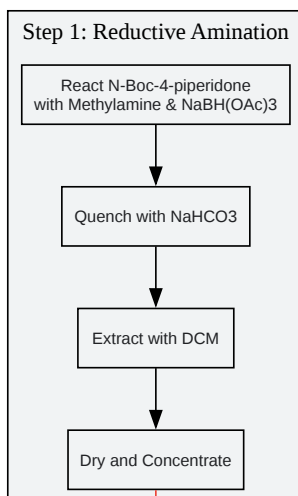 Step 1: Reductive Amination
React N-Boc-4-piperidone
with Methylamine & NaBH(OAc)3
Quench with NaHCO3
Extract with DCM
Dry and Concentrate